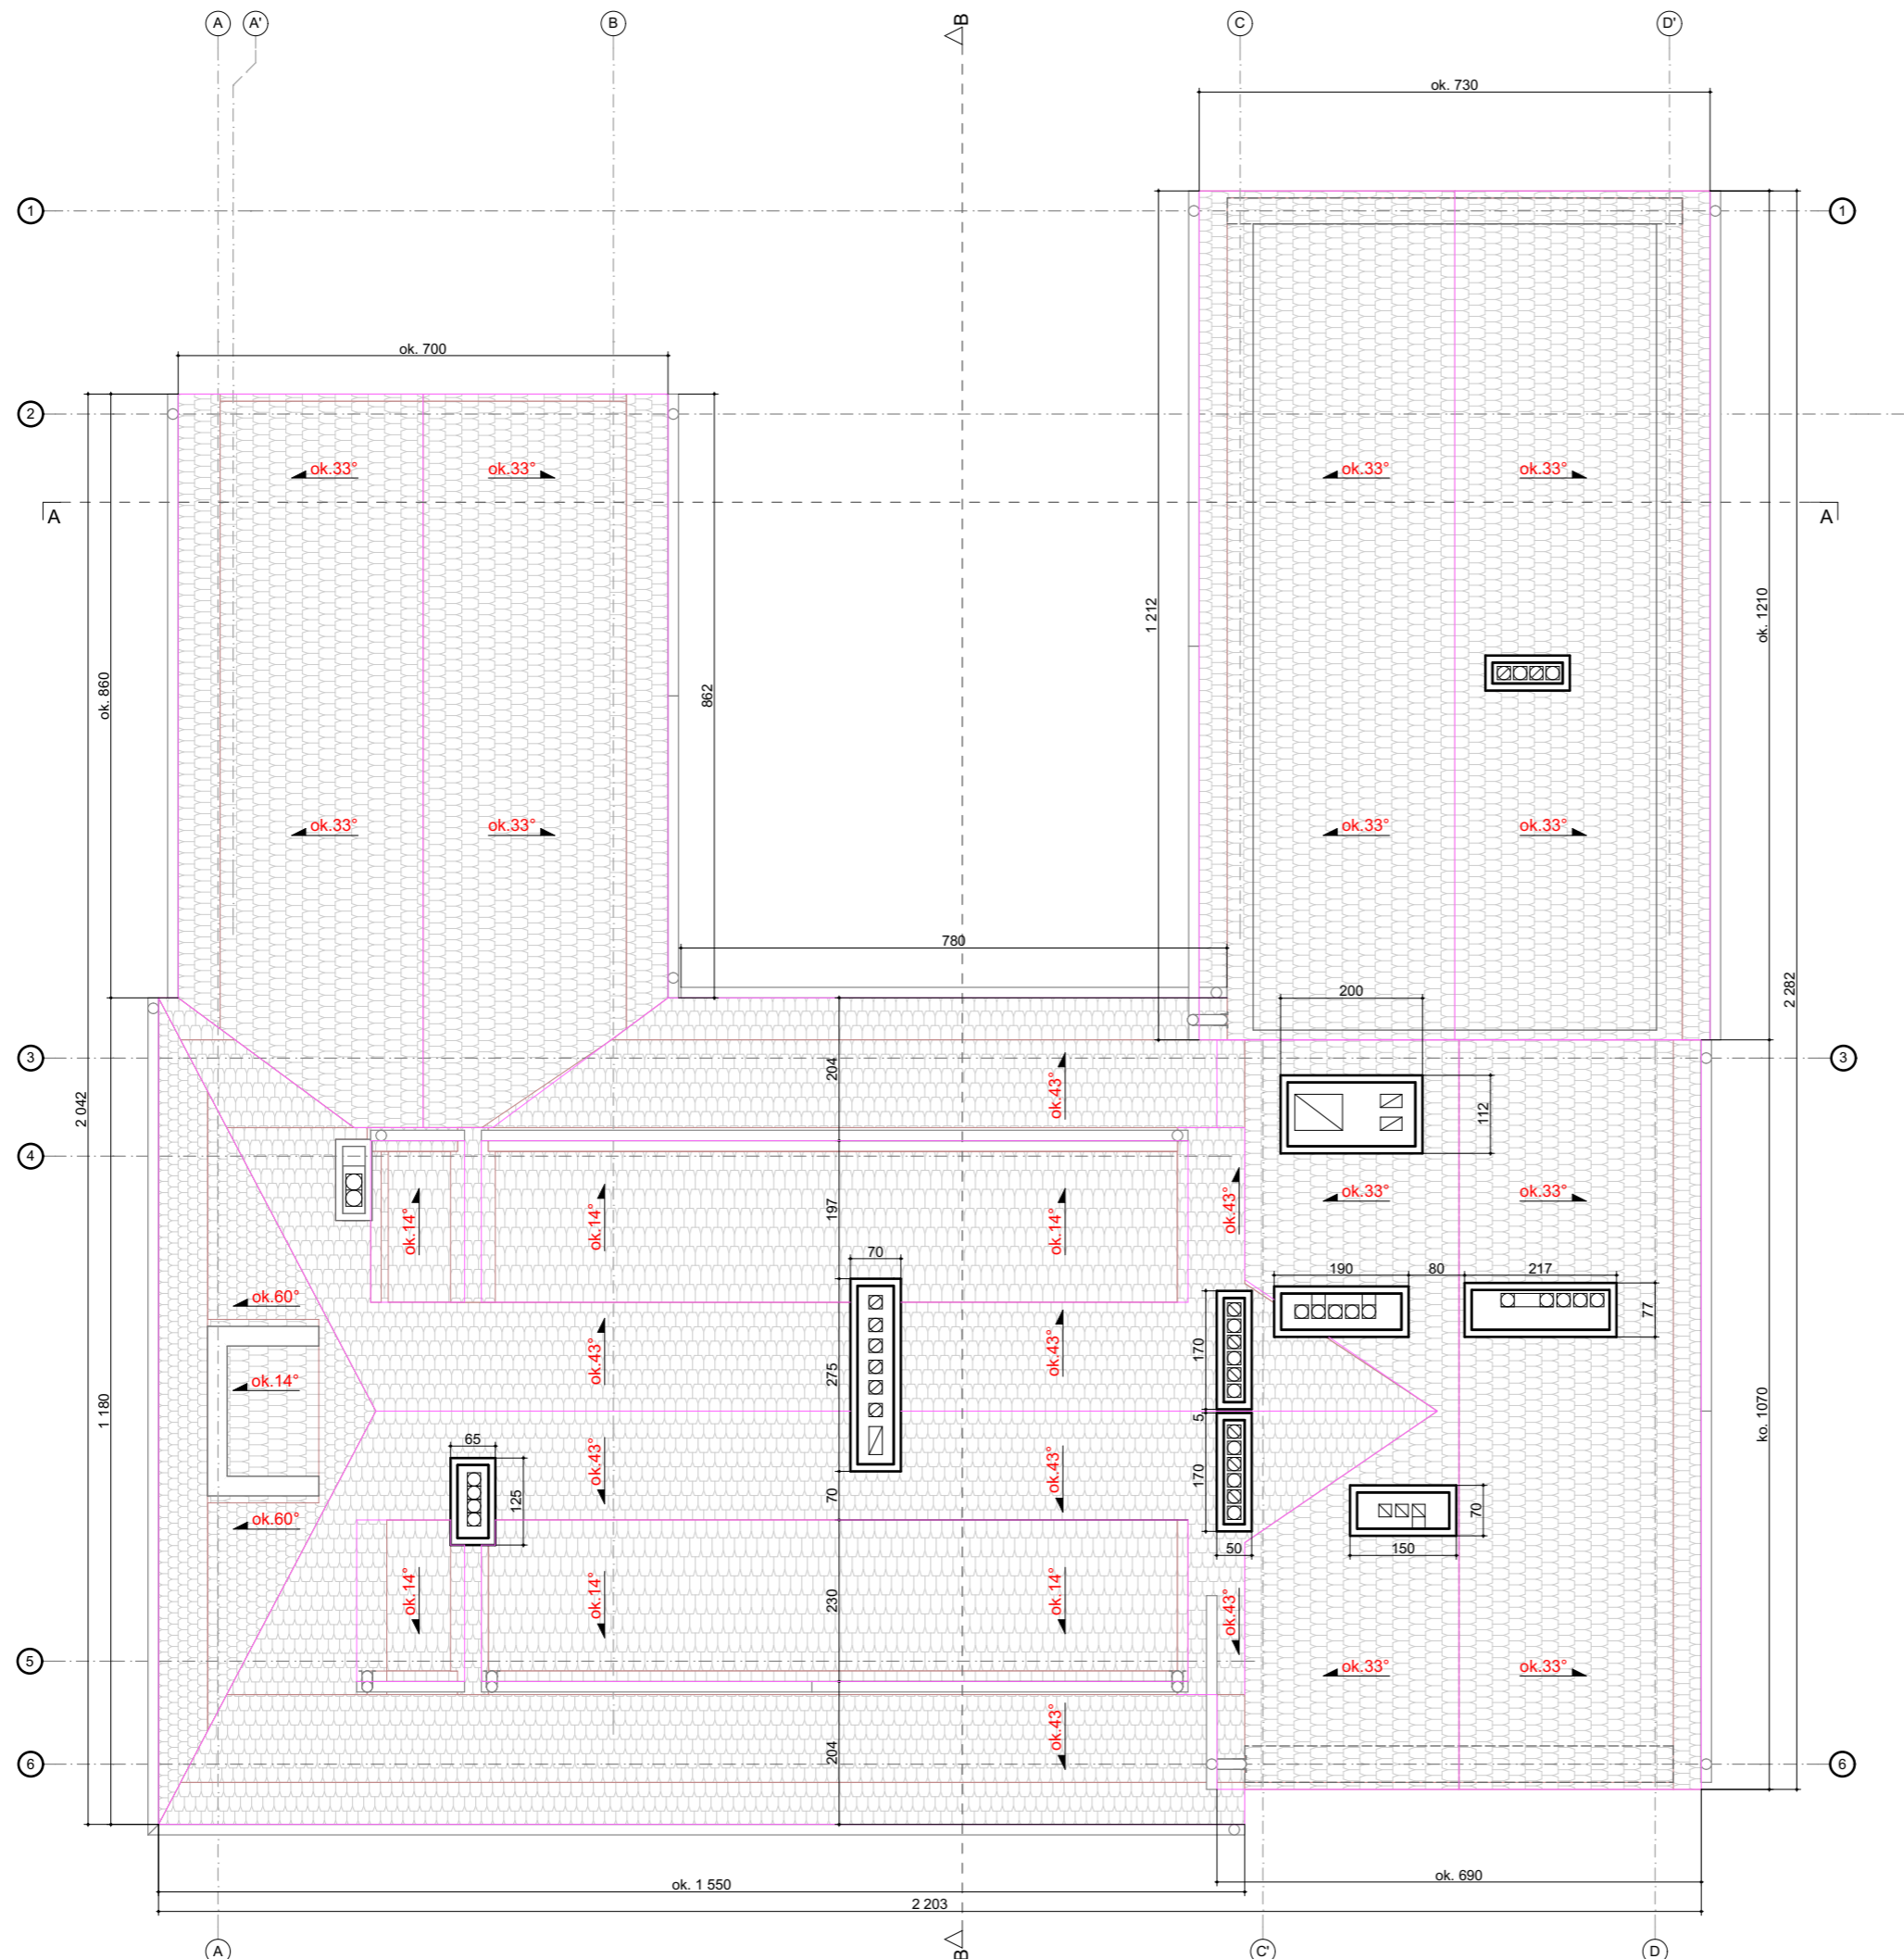 A
A'
B
B
C
D'
ok. 730
1
1
ok. 700
2
ok.33°
ok.33°
ok.33°
ok.33°
A
A
1 212
ok. 1210
ok. 860
862
ok.33°
ok.33°
ok.33°
ok.33°
780
200
2 282
3
3
204
112
2 042
ok.43°
4
197
ok.14°
ok.14°
ok.14°
ok.43°
ok.33°
ok.33°
70
190
80
217
77
ok.60°
170
275
ok.43°
ok.43°
ok.14°
1 180
5
ko. 1070
65
125
ok.43°
ok.43°
70
170
70
150
50
ok.60°
230
ok.14°
ok.14°
ok.14°
ok.43°
5
ok.33°
ok.33°
204
ok.43°
6
6
ok. 1 550
ok. 690
2 203
A
B
C'
D